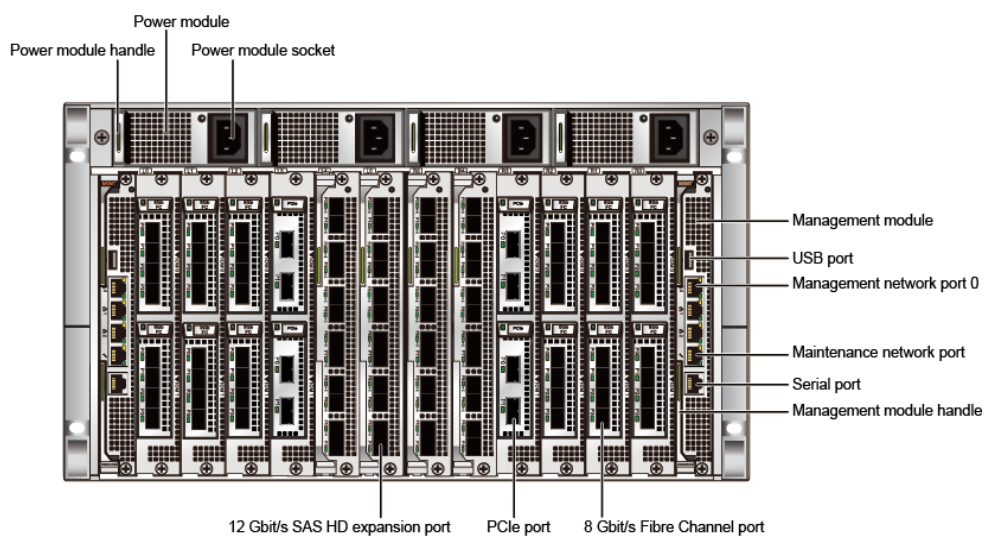 Power module
Power module handle
Power module socket
Management module
USB port
Management network port 0
Maintenance network port
Serial port
Management module handle
12 Gbit/s SAS HD expansion port
PCIe port
8 Gbit/s Fibre Channel port